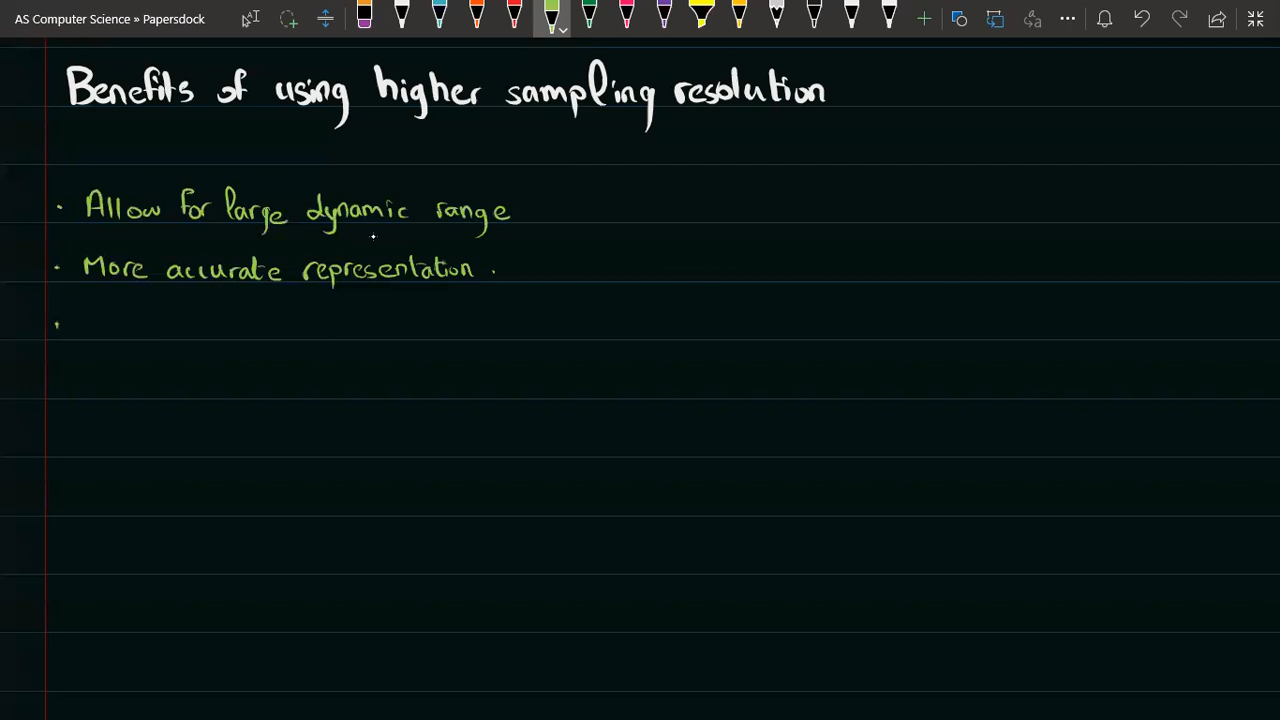 AS Computer Science » Papersdock
Benefits of using higher sampling resolution
· Allow for large dynamic range
· More accurate representation .
·